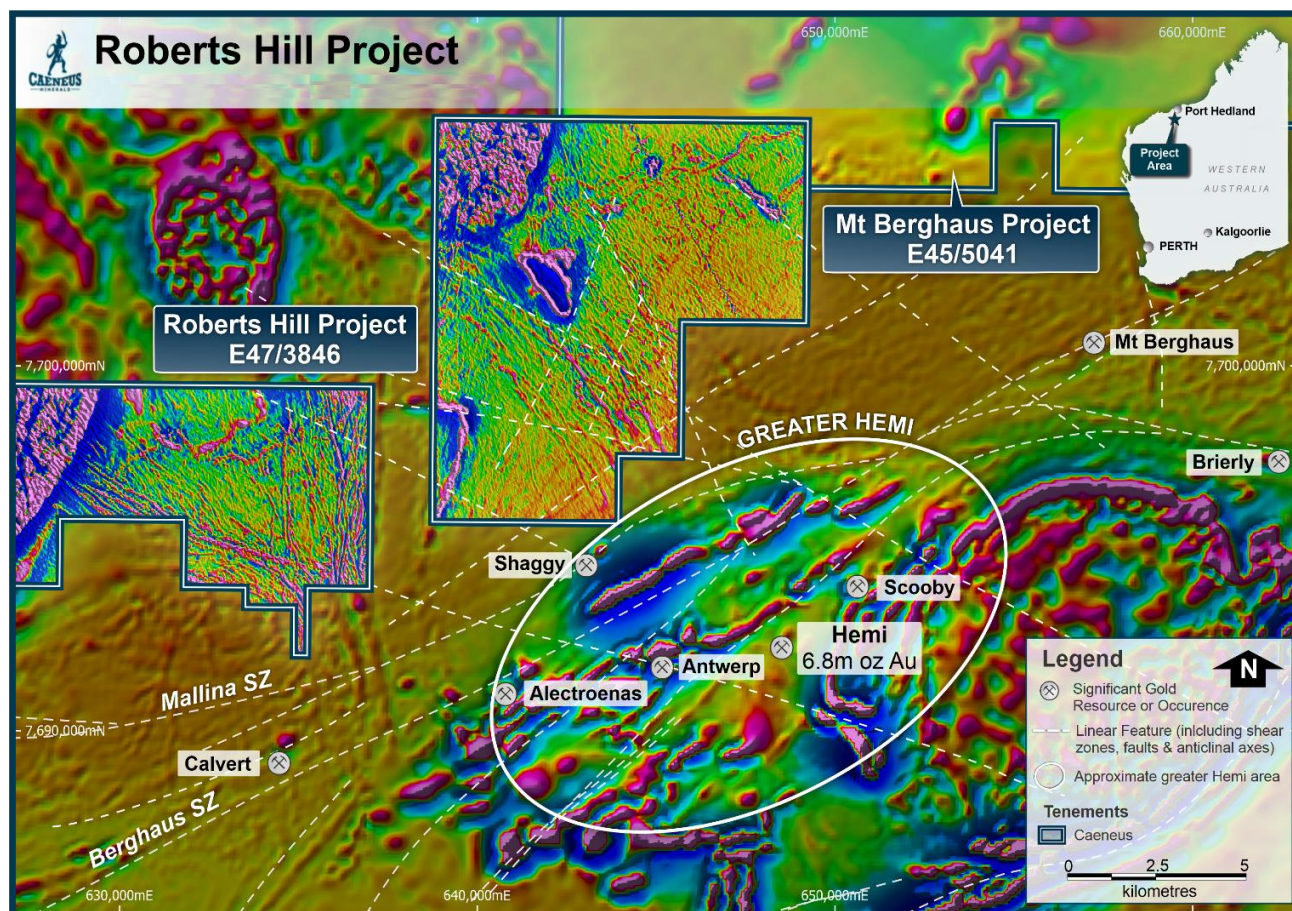 Roberts Hill Project
CAENEUS
MINERALS
650,000mE
660,000mE
Port Hedland
Project
Area
WESTERN
AUSTRALIA
Kalgoorlie
PERTH
Mt Berghaus Project
E45/5041
Roberts Hill Project
E47/3846
Mt Berghaus
7,700,000mN
7,700,000mN
GREATER HEMI
Brierly
Shaggy
Scooby
Hemi
6.8m oz Au
Antwerp
Alectroenas
Mallina SZ
7,690,000mN
Calvert
Berghaus SZ
630,000mE
640,000mE
650,000mE
Legend
N
Significant Gold
Resource or Occurence
Linear Feature (inlcluding shear
zones, faults & anticlinal axes)
Approximate greater Hemi area
Tenements
Caeneus
0 2.5 5
kilometres